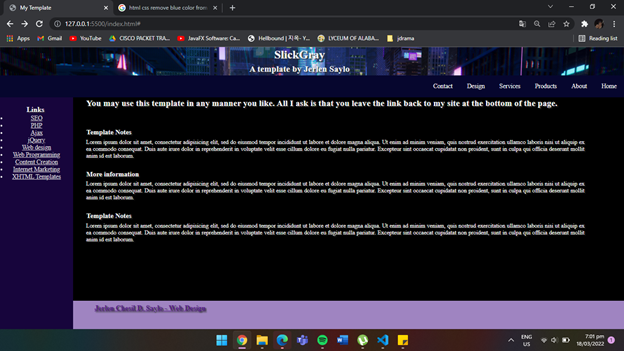 My Template
html css remove blue color from
127.0.0.1:5500/index.html#
Apps
Gmail
YouTube
CISCO PACKET TRA...
JavaFX Software: Ca...
Hellbound | 지옥 - Y...
LYCEUM OF ALABA...
jdrama
Reading list
SlickGray
A template by Jerlen Saylo
Contact Design Services Products About Home
Links
SEO
PHP
Ajax
jQuery
Web design
Web Programming
Content Creation
Internet Marketing
XHTML Templates
You may use this template in any manner you like. All I ask is that you leave the link back to my site at the bottom of the page.
Template Notes
Lorem ipsum dolor sit amet, consectetur adipisicing elit, sed do eiusmod tempor incididunt ut labore et dolore magna aliqua. Ut enim ad minim veniam, quis nostrud exercitation ullamco laboris nisi ut aliquip ex
ea commodo consequat. Duis aute irure dolor in reprehenderit in voluptate velit esse cillum dolore eu fugiat nulla pariatur. Excepteur sint occaecat cupidatat non proident, sunt in culpa qui officia deserunt mollit
anim id est laborum.
More information
Lorem ipsum dolor sit amet, consectetur adipisicing elit, sed do eiusmod tempor incididunt ut labore et dolore magna aliqua. Ut enim ad minim veniam, quis nostrud exercitation ullamco laboris nisi ut aliquip ex
ea commodo consequat. Duis aute irure dolor in reprehenderit in voluptate velit esse cillum dolore eu fugiat nulla pariatur. Excepteur sint occaecat cupidatat non proident, sunt in culpa qui officia deserunt mollit
anim id est laborum.
Template Notes
Lorem ipsum dolor sit amet, consectetur adipisicing elit, sed do eiusmod tempor incididunt ut labore et dolore magna aliqua. Ut enim ad minim veniam, quis nostrud exercitation ullamco laboris nisi ut aliquip ex
ea commodo consequat. Duis aute irure dolor in reprehenderit in voluptate velit esse cillum dolore eu fugiat nulla pariatur. Excepteur sint occaecat cupidatat non proident, sunt in culpa qui officia deserunt mollit
anim id est laborum.
Jerlen Chesil D. Saylo - Web Design
ENG
US
7:01 pm
18/03/2022